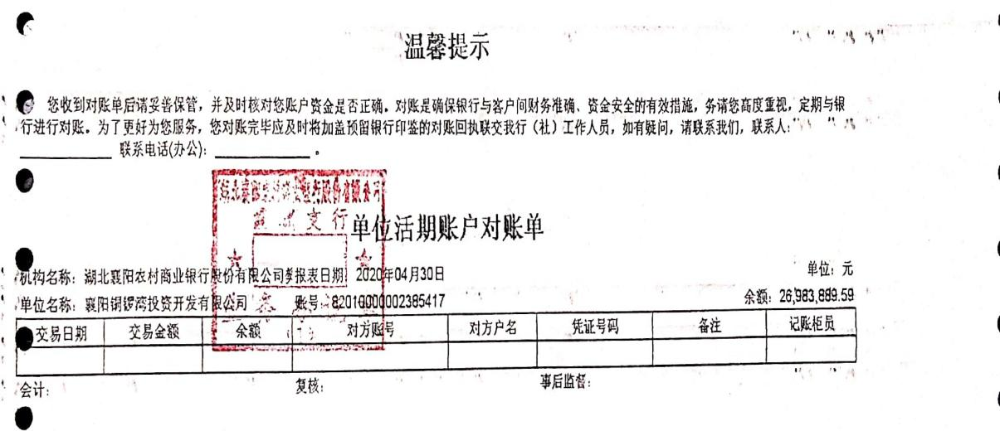 温馨提示
您收到对账单后请妥善保管，并及时核对您账户资金是否正确。对账是确保银行与客户间财务准确、资金安全的有效措施，务请您高度重视，定期与银
行进行对账。为了更好为您服务，您对账完毕应及时将加盖预留银行印鉴的对账回执联交我行（社）工作人员，如有疑问，请联系我们，联系人：
联系电话(办公)：。
支行
单位活期账户对账单
机构名称：湖北襄阳农村商业银行股份有限公司 报表日期：2020年04月30日 单位：元
单位名称：襄阳铜锣湾投资开发有限公司 账号：82010000002385417 余额：26,983,889.59
交易日期 交易金额 余额 对方账号 对方户名 凭证号码 备注 记账柜员
会计： 复核： 事后监督：